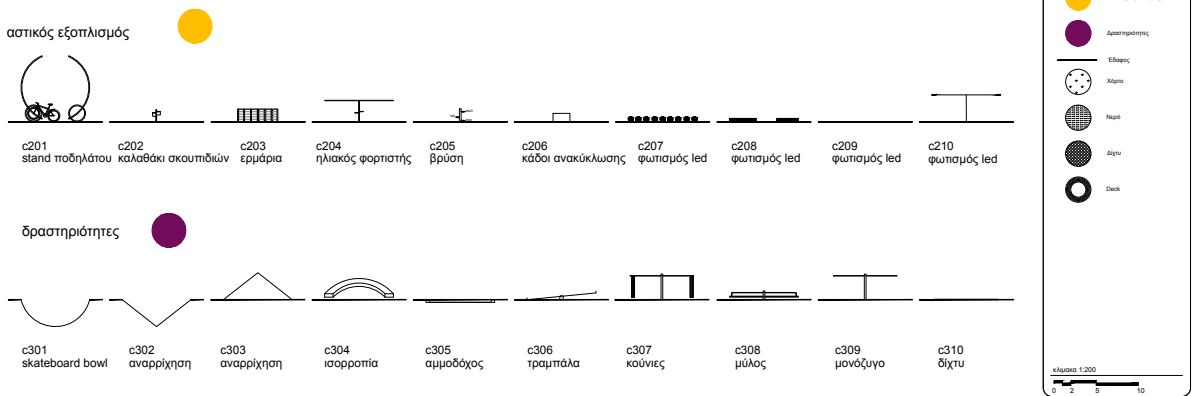 αστικός εξοπλισμός
c201 c202 c203 c204 c205 c206 c207 c208 c209 c210
stand ποδηλάτου καλαθάκι σκουπιδιών ερμάρια ηλιακός φορτιστής βρύση κάδοι ανακύκλωσης φωτισμός led φωτισμός led φωτισμός led φωτισμός led
δραστηριότητες
c301 c302 c303 c304 c305 c306 c307 c308 c309 c310
skateboard bowl αναρρίχηση αναρρίχηση ισορροπία αμμοδόχος τραμπάλα κούνιες μύλος μονόζυγο δίχτυ
Δραστηριότητες
Έδαφος
Χόρτο
Νερό
Δίχτυ
Deck
κλιμακα 1:200
0 2 5 10